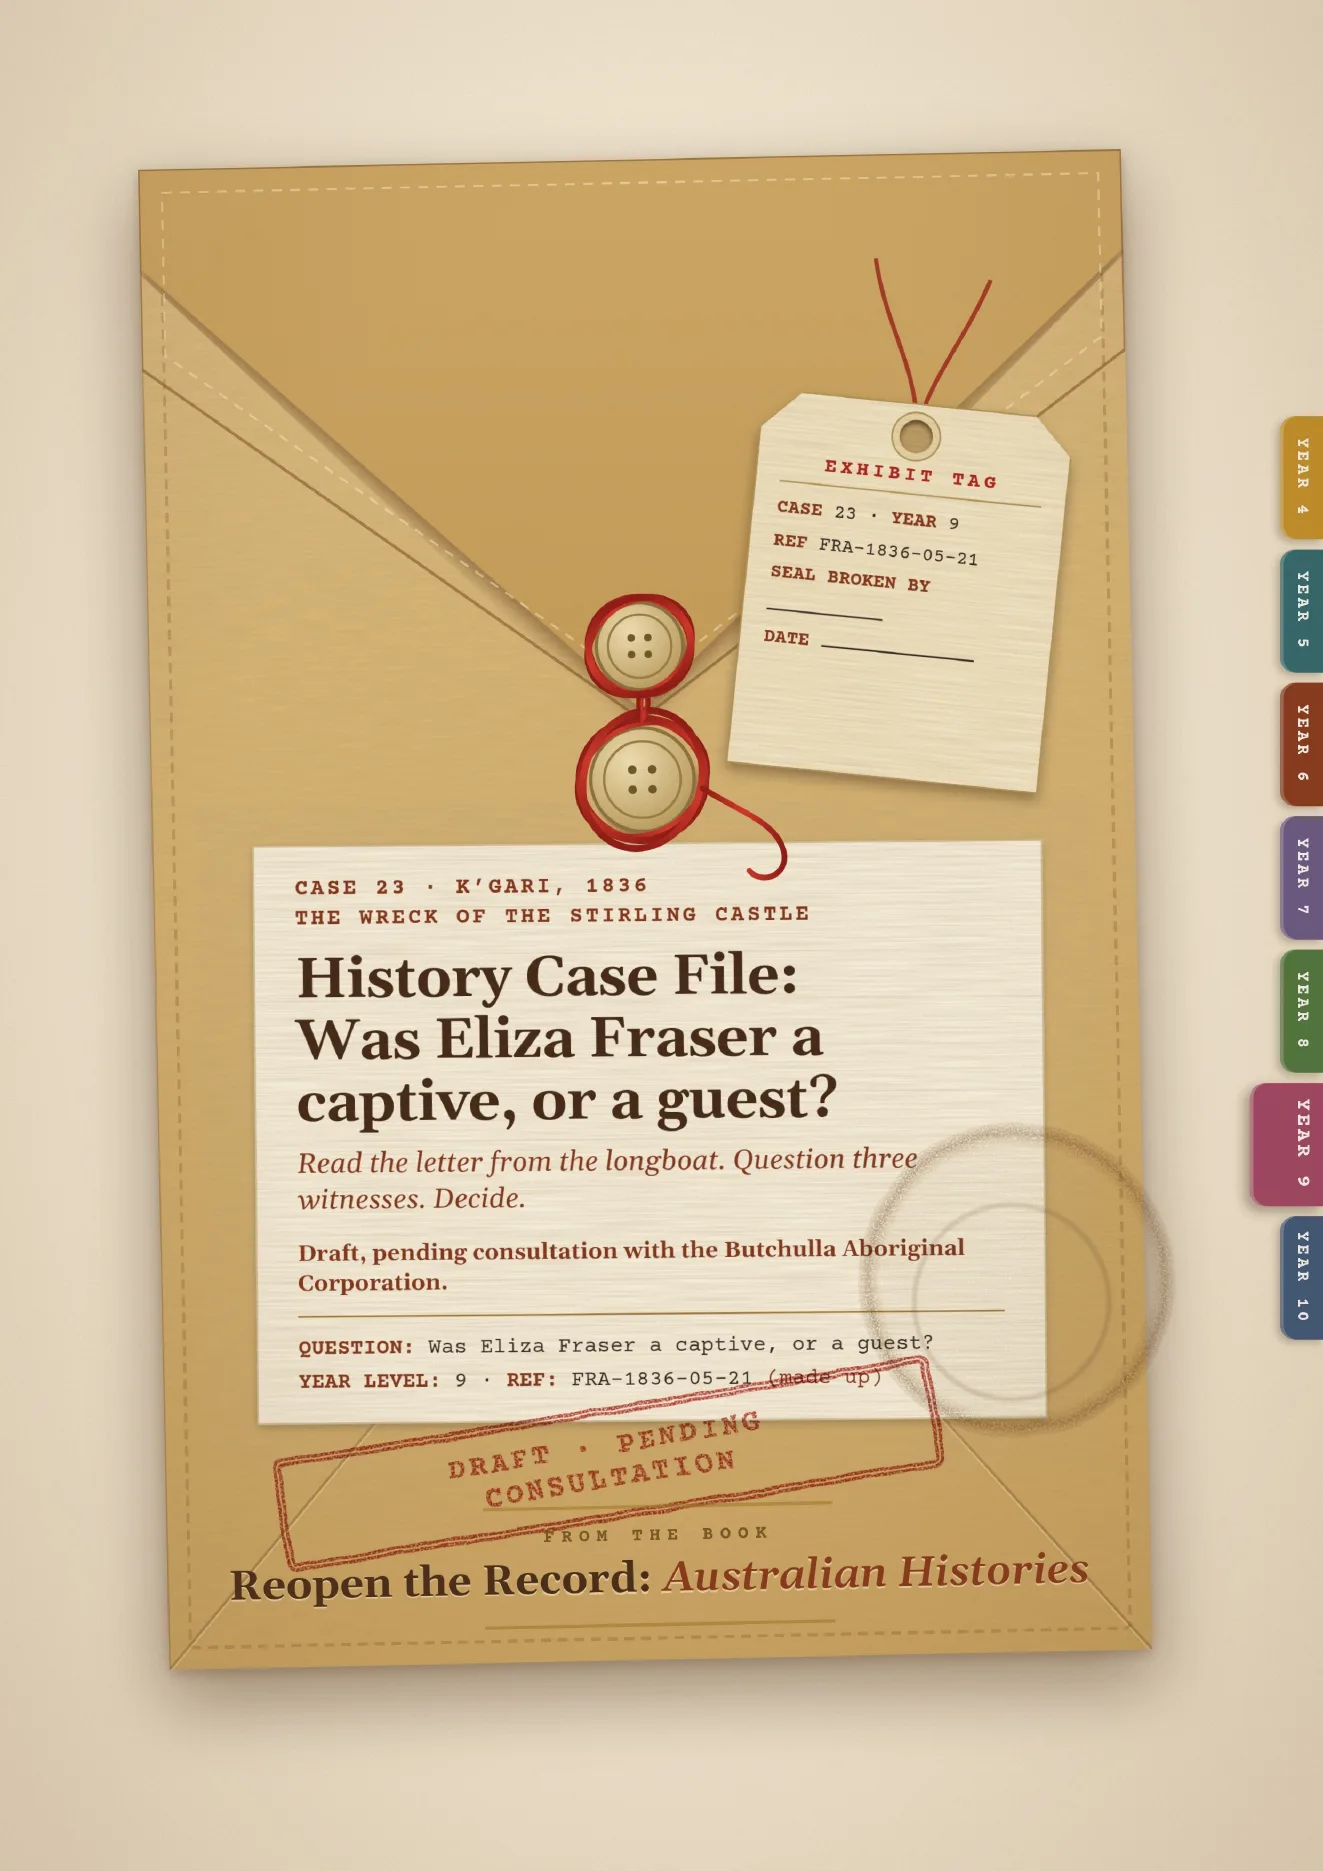 EXHIBIT TAG
CASE 23 · YEAR 9
REF FRA-1836-05-21
SEAL BROKEN BY
DATE
CASE 23 · K’GARI, 1836
THE WRECK OF THE STIRLING CASTLE
History Case File:
Was Eliza Fraser a
captive, or a guest?
Read the letter from the longboat. Question three
witnesses. Decide.
Draft, pending consultation with the Butchulla Aboriginal
Corporation.
QUESTION: Was Eliza Fraser a captive, or a guest?
YEAR LEVEL: 9 · REF: FRA-1836-05-21 (made up)
DRAFT · PENDING
CONSULTATION
FROM THE BOOK
Reopen the Record: Australian Histories
YEAR 4
YEAR 5
YEAR 6
YEAR 7
YEAR 8
YEAR 9
YEAR 10